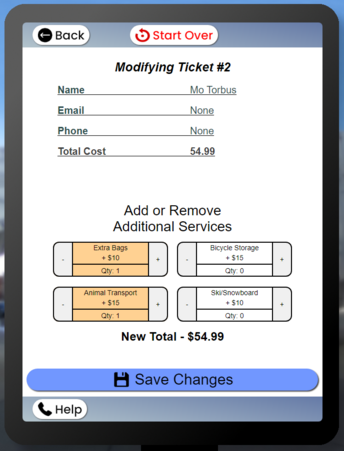 Back
Start Over
Modifying Ticket #2
Name Mo Torbus
Email None
Phone None
Total Cost 54.99
Add or Remove
Additional Services
- Extra Bags + $10 Qty: 1 +
- Bicycle Storage + $15 Qty: 0 +
- Animal Transport + $15 Qty: 1 +
- Ski/Snowboard + $10 Qty: 0 +
New Total - $54.99
Save Changes
Help